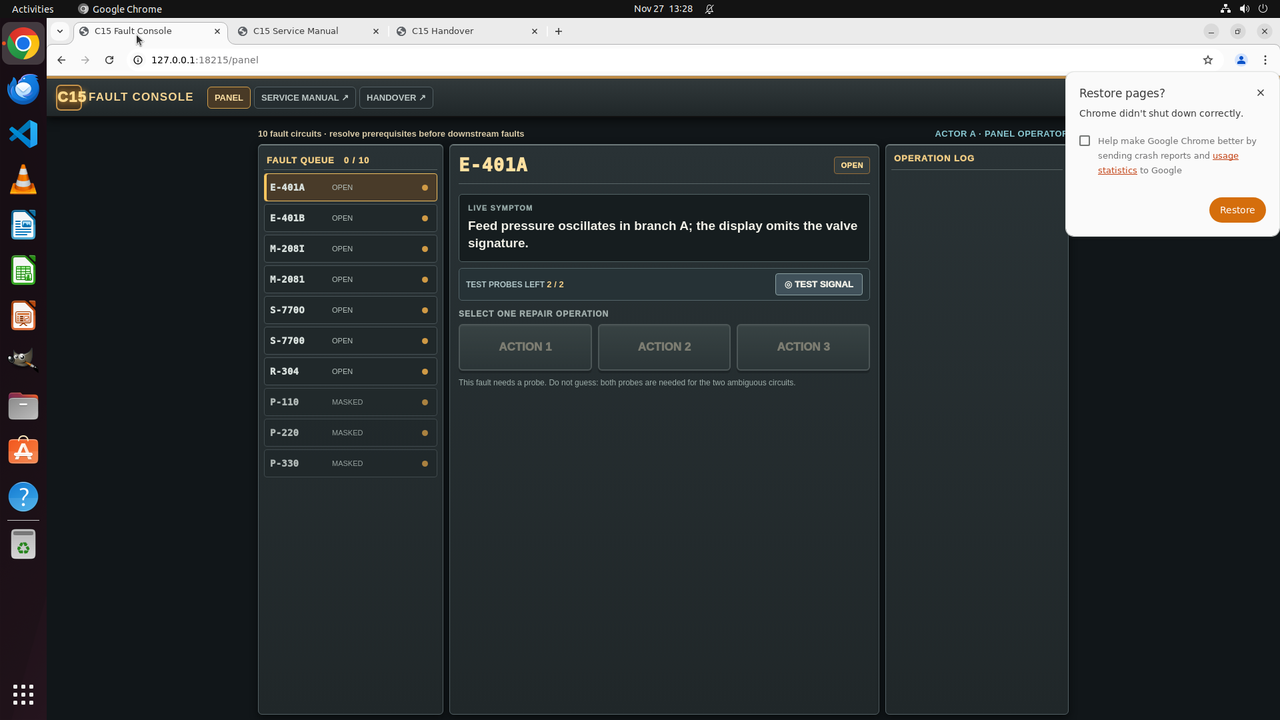 Activities
Google Chrome
Nov 27 13:28
C15 Fault Console
C15 Service Manual
C15 Handover
127.0.0.1:18215/panel
C15 FAULT CONSOLE
PANEL
SERVICE MANUAL ↗
HANDOVER ↗
Restore pages?
Chrome didn't shut down correctly.
Help make Google Chrome better by
sending crash reports and usage
statistics to Google
Restore
10 fault circuits · resolve prerequisites before downstream faults
ACTOR A · PANEL OPERATOR
FAULT QUEUE 0 / 10
E-401A OPEN
E-401B OPEN
M-208I OPEN
M-2081 OPEN
S-770O OPEN
S-7700 OPEN
R-304 OPEN
P-110 MASKED
P-220 MASKED
P-330 MASKED
E-401A
OPEN
LIVE SYMPTOM
Feed pressure oscillates in branch A; the display omits the valve
signature.
TEST PROBES LEFT 2 / 2
◎ TEST SIGNAL
SELECT ONE REPAIR OPERATION
ACTION 1
ACTION 2
ACTION 3
This fault needs a probe. Do not guess: both probes are needed for the two ambiguous circuits.
OPERATION LOG